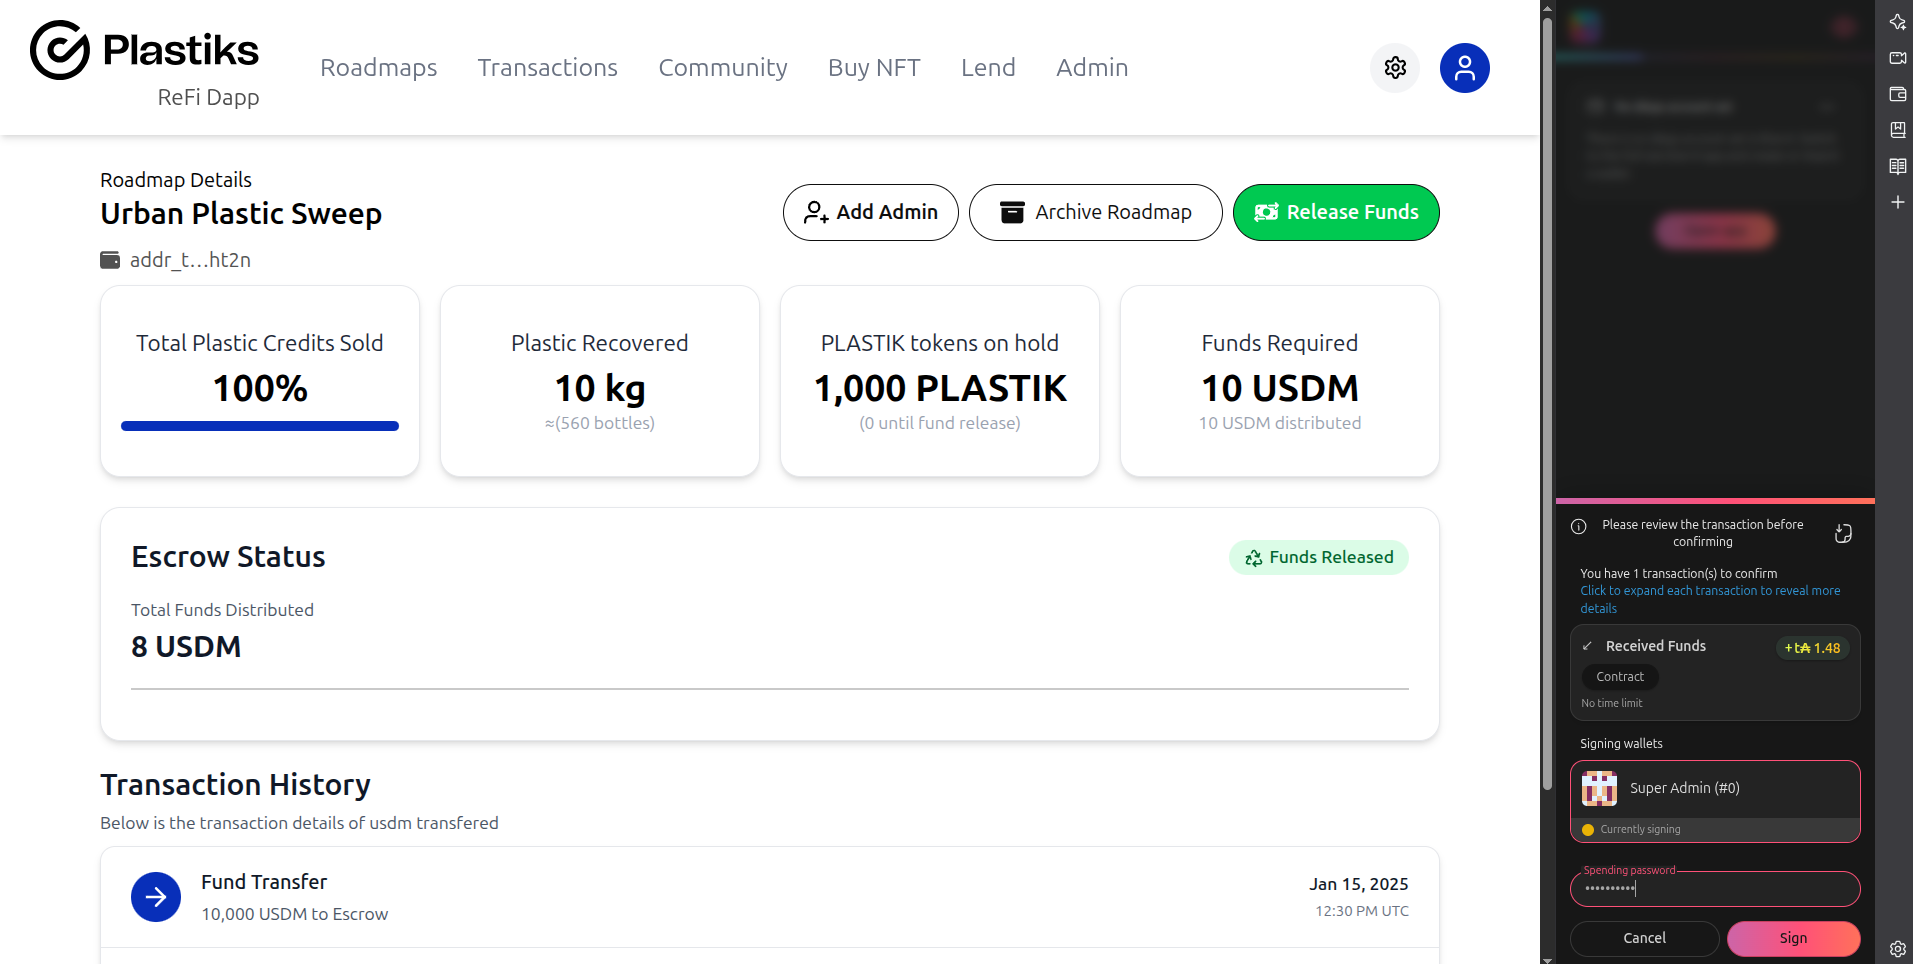 Plastiks
ReFi Dapp
Roadmaps
Transactions
Community
Buy NFT
Lend
Admin
Roadmap Details
Urban Plastic Sweep
addr_t...ht2n
Add Admin
Archive Roadmap
Release Funds
Total Plastic Credits Sold
100%
Plastic Recovered
10 kg
≈(560 bottles)
PLASTIK tokens on hold
1,000 PLASTIK
(0 until fund release)
Funds Required
10 USDM
10 USDM distributed
Escrow Status
Funds Released
Total Funds Distributed
8 USDM
Transaction History
Below is the transaction details of usdm transfered
Fund Transfer
10,000 USDM to Escrow
Jan 15, 2025
12:30 PM UTC
Please review the transaction before
confirming
You have 1 transaction(s) to confirm
Click to expand each transaction to reveal more
details
Received Funds
+t₳ 1.48
Contract
No time limit
Signing wallets
Super Admin (#0)
Currently signing
Spending password
••••••••••
Cancel
Sign